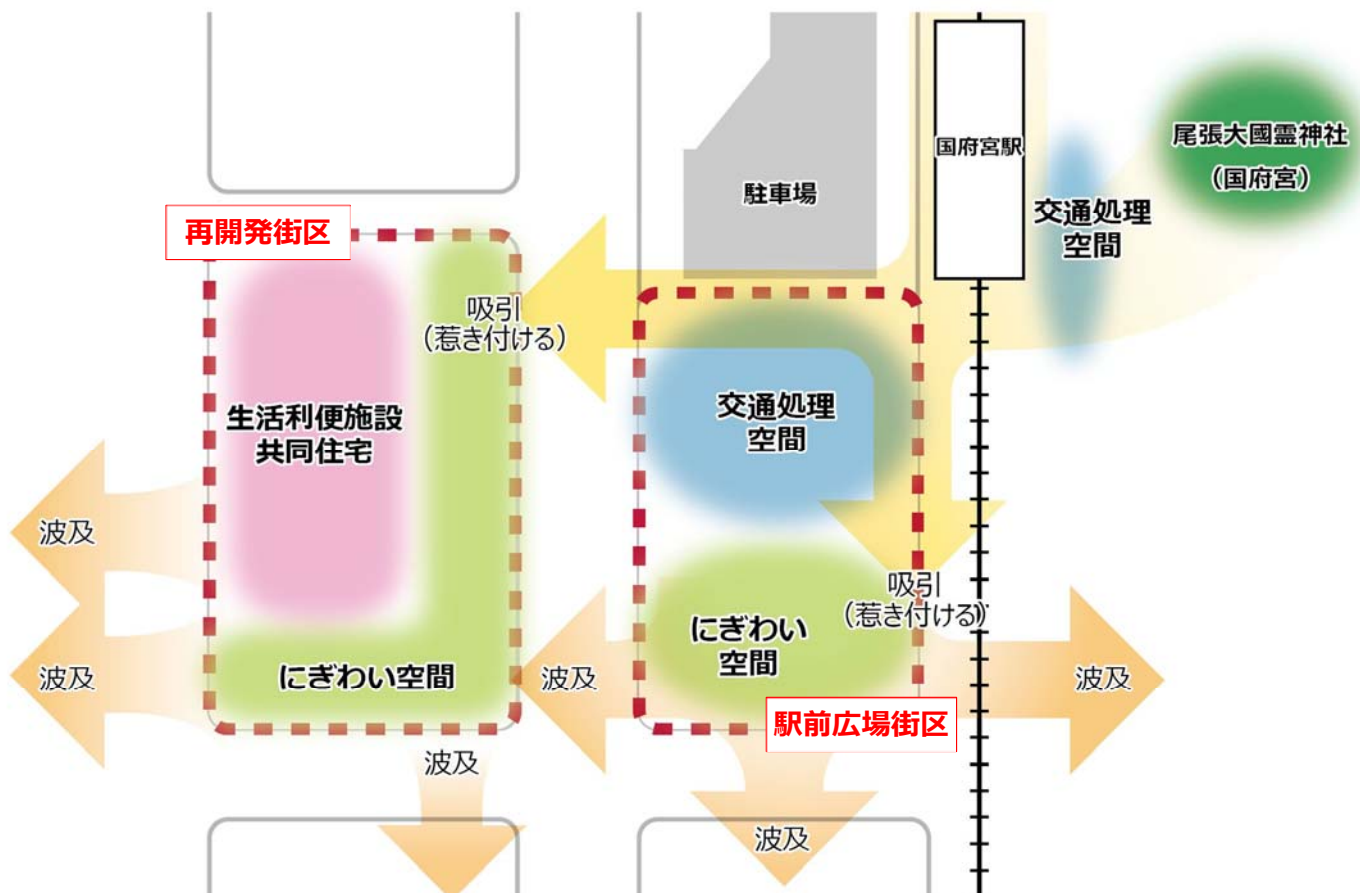 国府宮駅
尾張大國霊神社
(国府宮)
駐車場
交通処理
空間
再開発街区
吸引
(惹き付ける)
生活利便施設
共同住宅
交通処理
空間
波及
吸引
(惹き付ける)
にぎわい
空間
波及
にぎわい空間
波及
波及
駅前広場街区
波及
波及